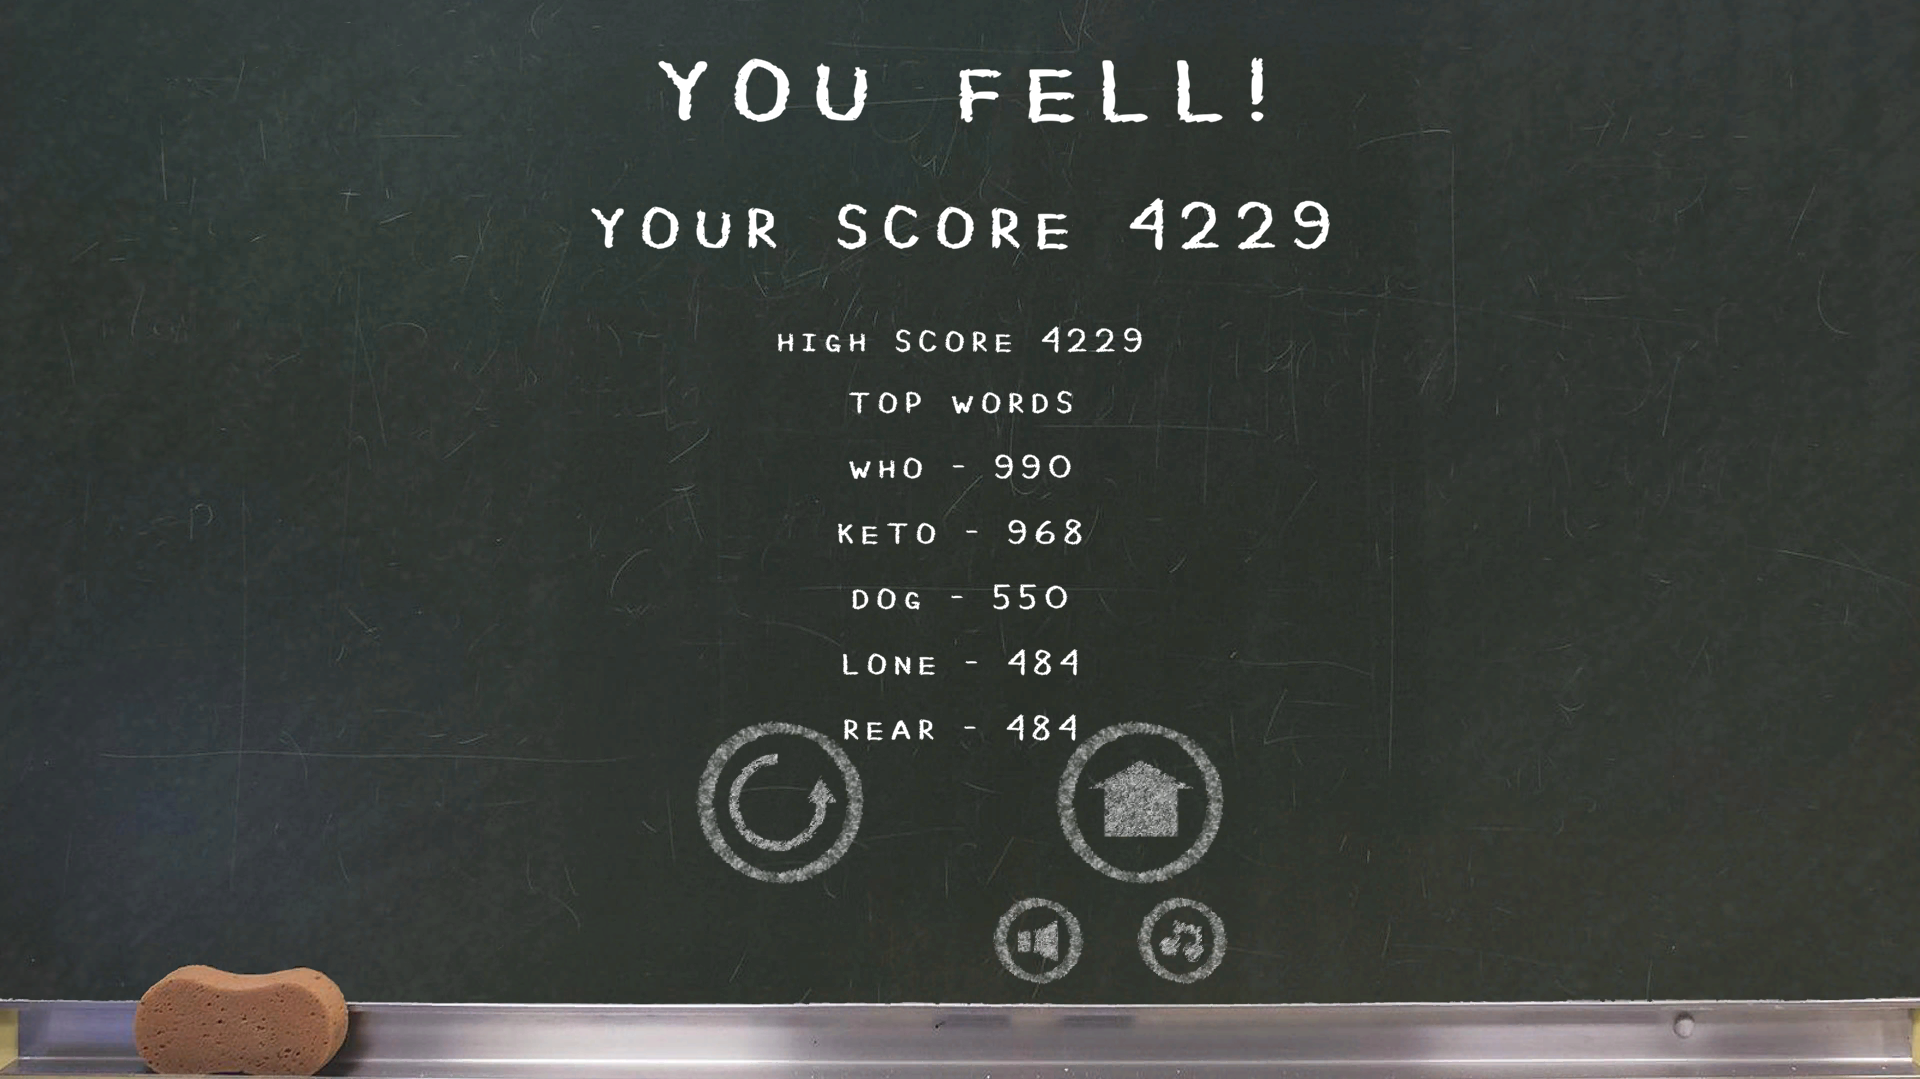 YOU FELL!
YOUR SCORE 4229
HIGH SCORE 4229
TOP WORDS
WHO - 990
KETO - 968
DOG - 550
LONE - 484
REAR - 484